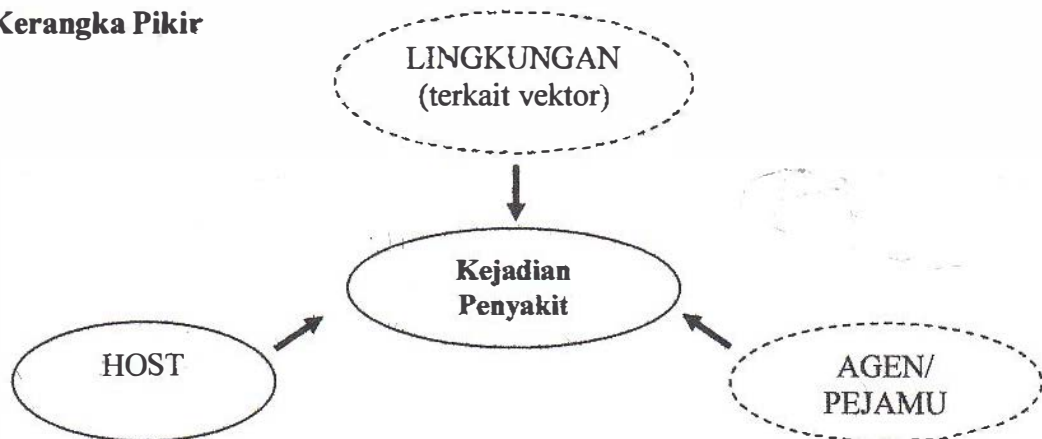 Kerangka Pikir
LINGKUNGAN
(terkait vektor)
Kejadian
Penyakit
HOST
AGEN/
PEJAMU